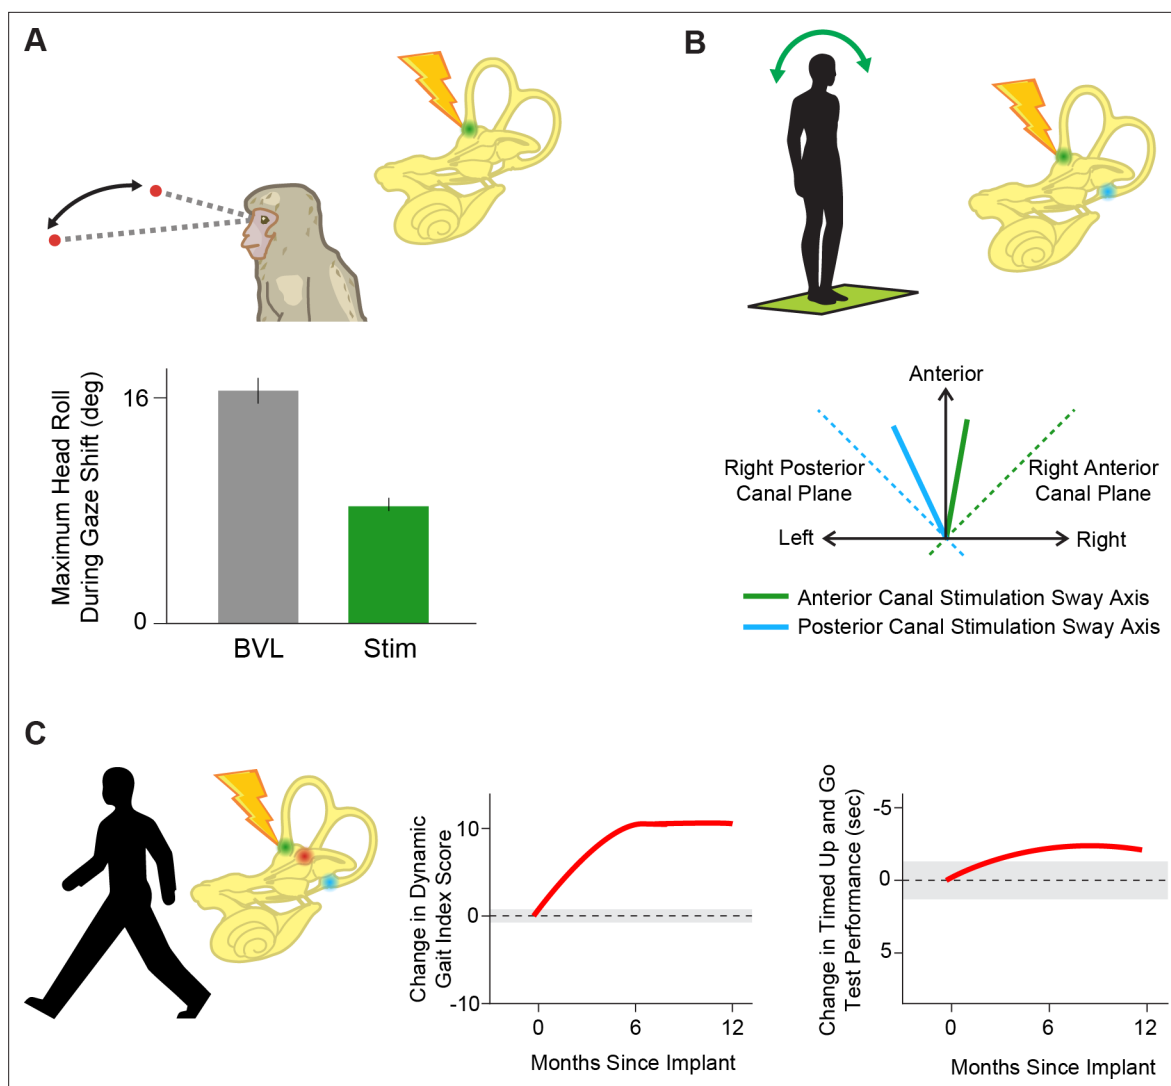 A
B
Maximum Head Roll
During Gaze Shift (deg)
16
0
BVL
Stim
Anterior
Right Posterior
Canal Plane
Right Anterior
Canal Plane
Left
Right
Anterior Canal Stimulation Sway Axis
Posterior Canal Stimulation Sway Axis
C
Change in Dynamic
Gait Index Score
10
0
-10
0
6
12
Months Since Implant
Change in Timed Up and Go
Test Performance (sec)
-5
0
5
0
6
12
Months Since Implant